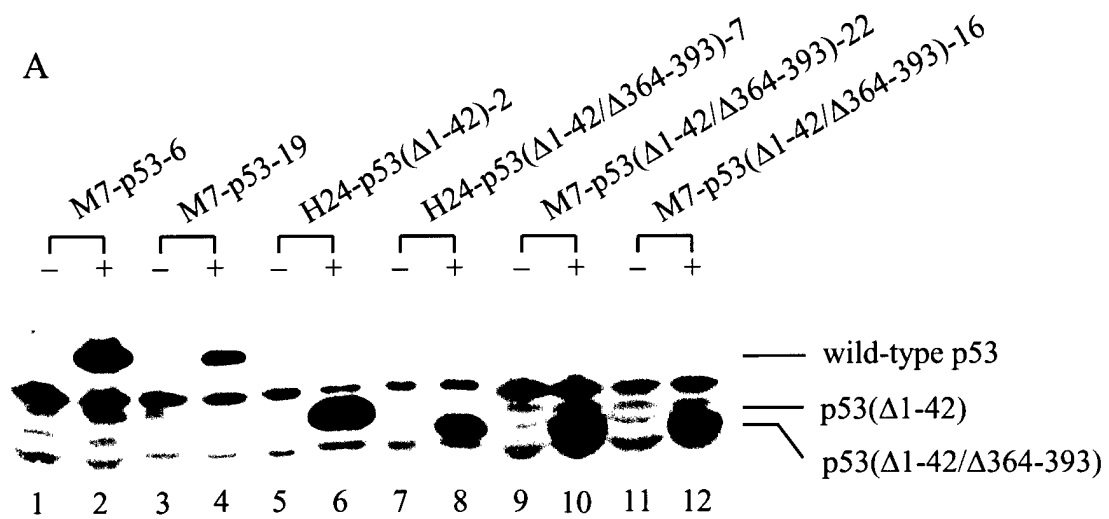 A
M7-p53-6
M7-p53-19
H24-p53(Δ1-42)-2
H24-p53(Δ1-42/Δ364-393)-7
M7-p53(Δ1-42/Δ364-393)-22
M7-p53(Δ1-42/Δ364-393)-16
– + – + – + – + – + – +
wild-type p53
p53(Δ1-42)
p53(Δ1-42/Δ364-393)
1 2 3 4 5 6 7 8 9 10 11 12